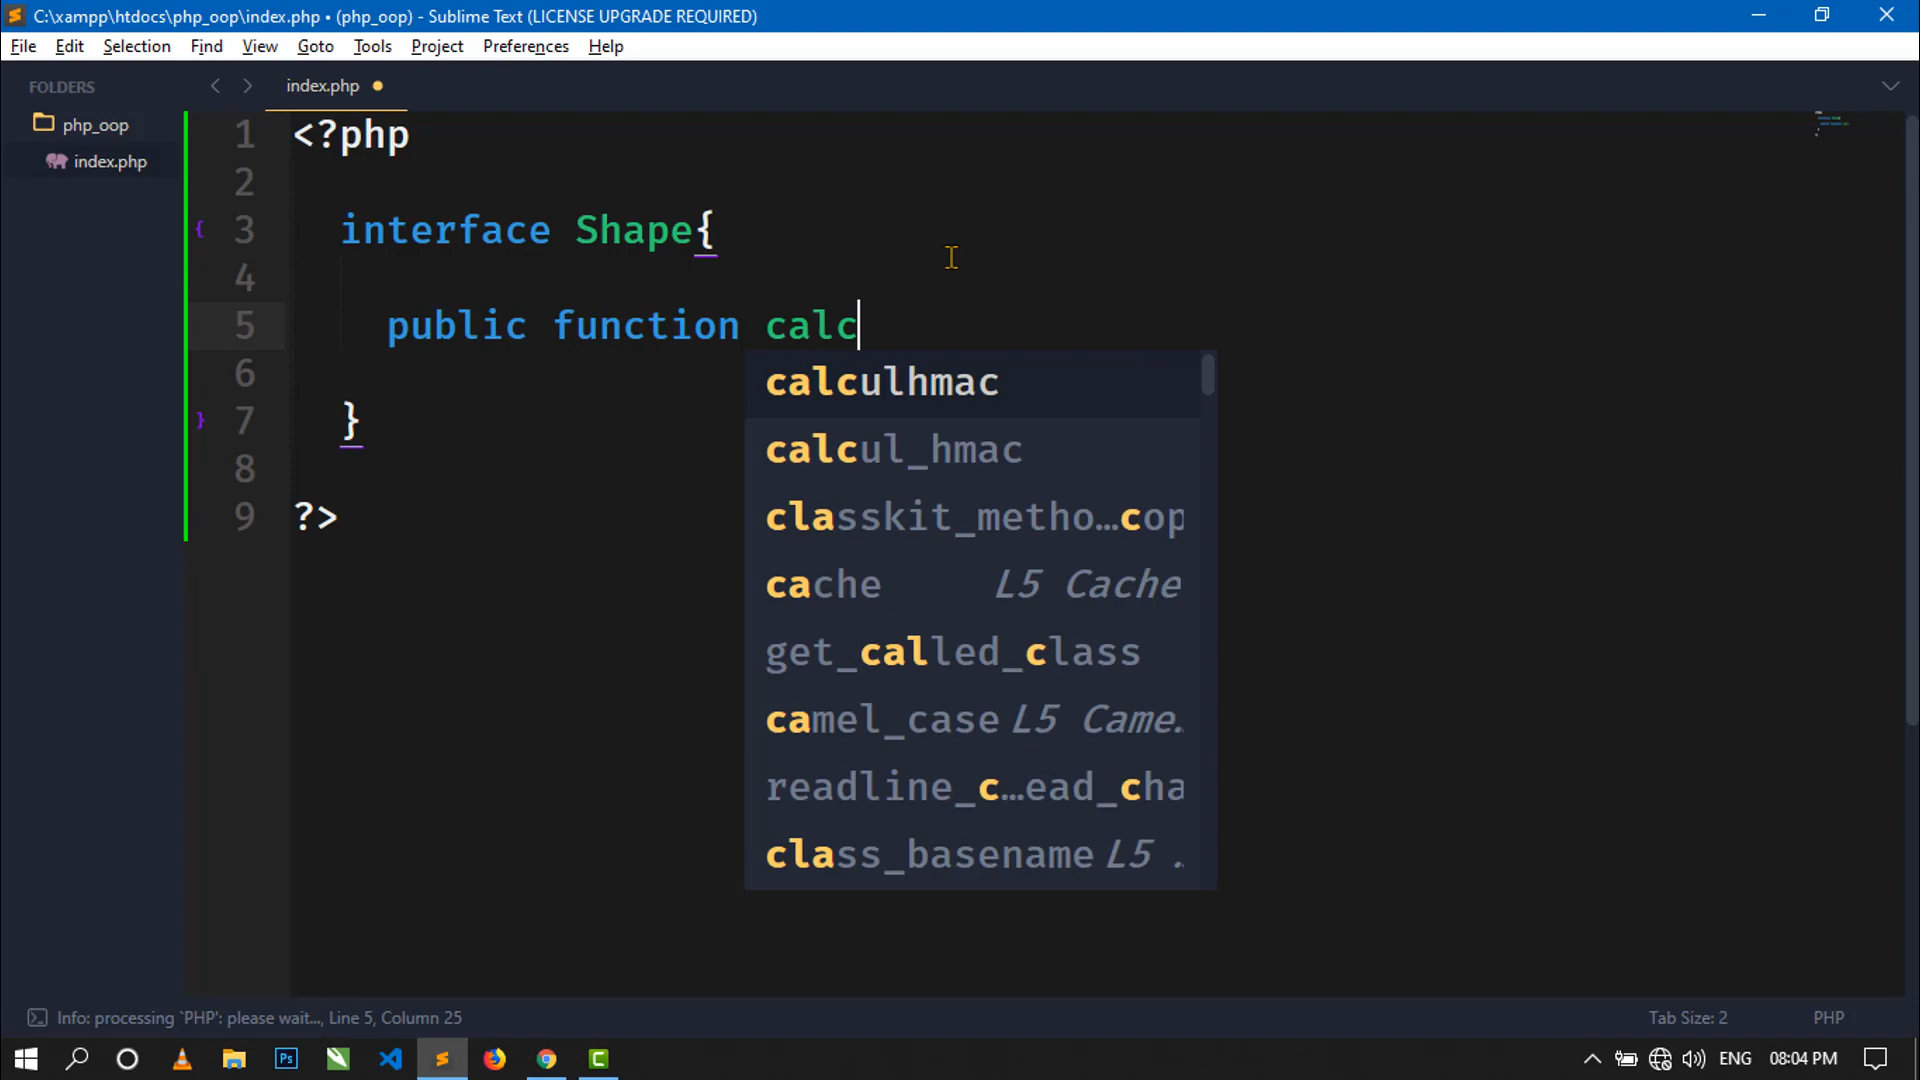 C:\xampp\htdocs\php_oop\index.php • (php_oop) - Sublime Text (LICENSE UPGRADE REQUIRED)
File Edit Selection Find View Goto Tools Project Preferences Help
FOLDERS
php_oop
index.php
index.php
1 <?php
2
{ 3 interface Shape{
4
5 public function calc
6
} 7 }
8
9 ?>
calculhmac
calcul_hmac
classkit_metho…cop
cache L5 Cache
get_called_class
camel_case L5 Came…
readline_c…ead_cha
class_basename L5 …
Info: processing `PHP': please wait..., Line 5, Column 25
Tab Size: 2 PHP
Ps
ENG 08:04 PM